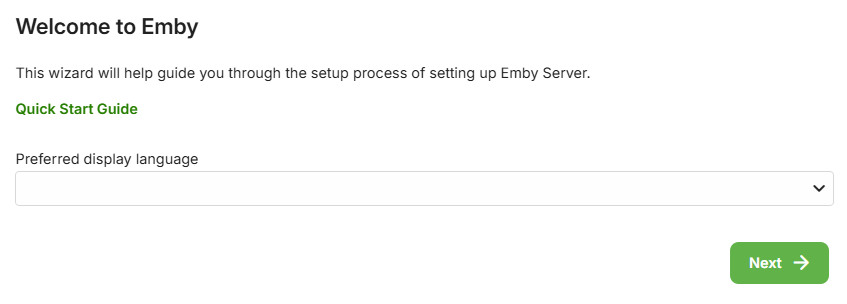 Welcome to Emby
This wizard will help guide you through the setup process of setting up Emby Server.
Quick Start Guide
Preferred display language
Next